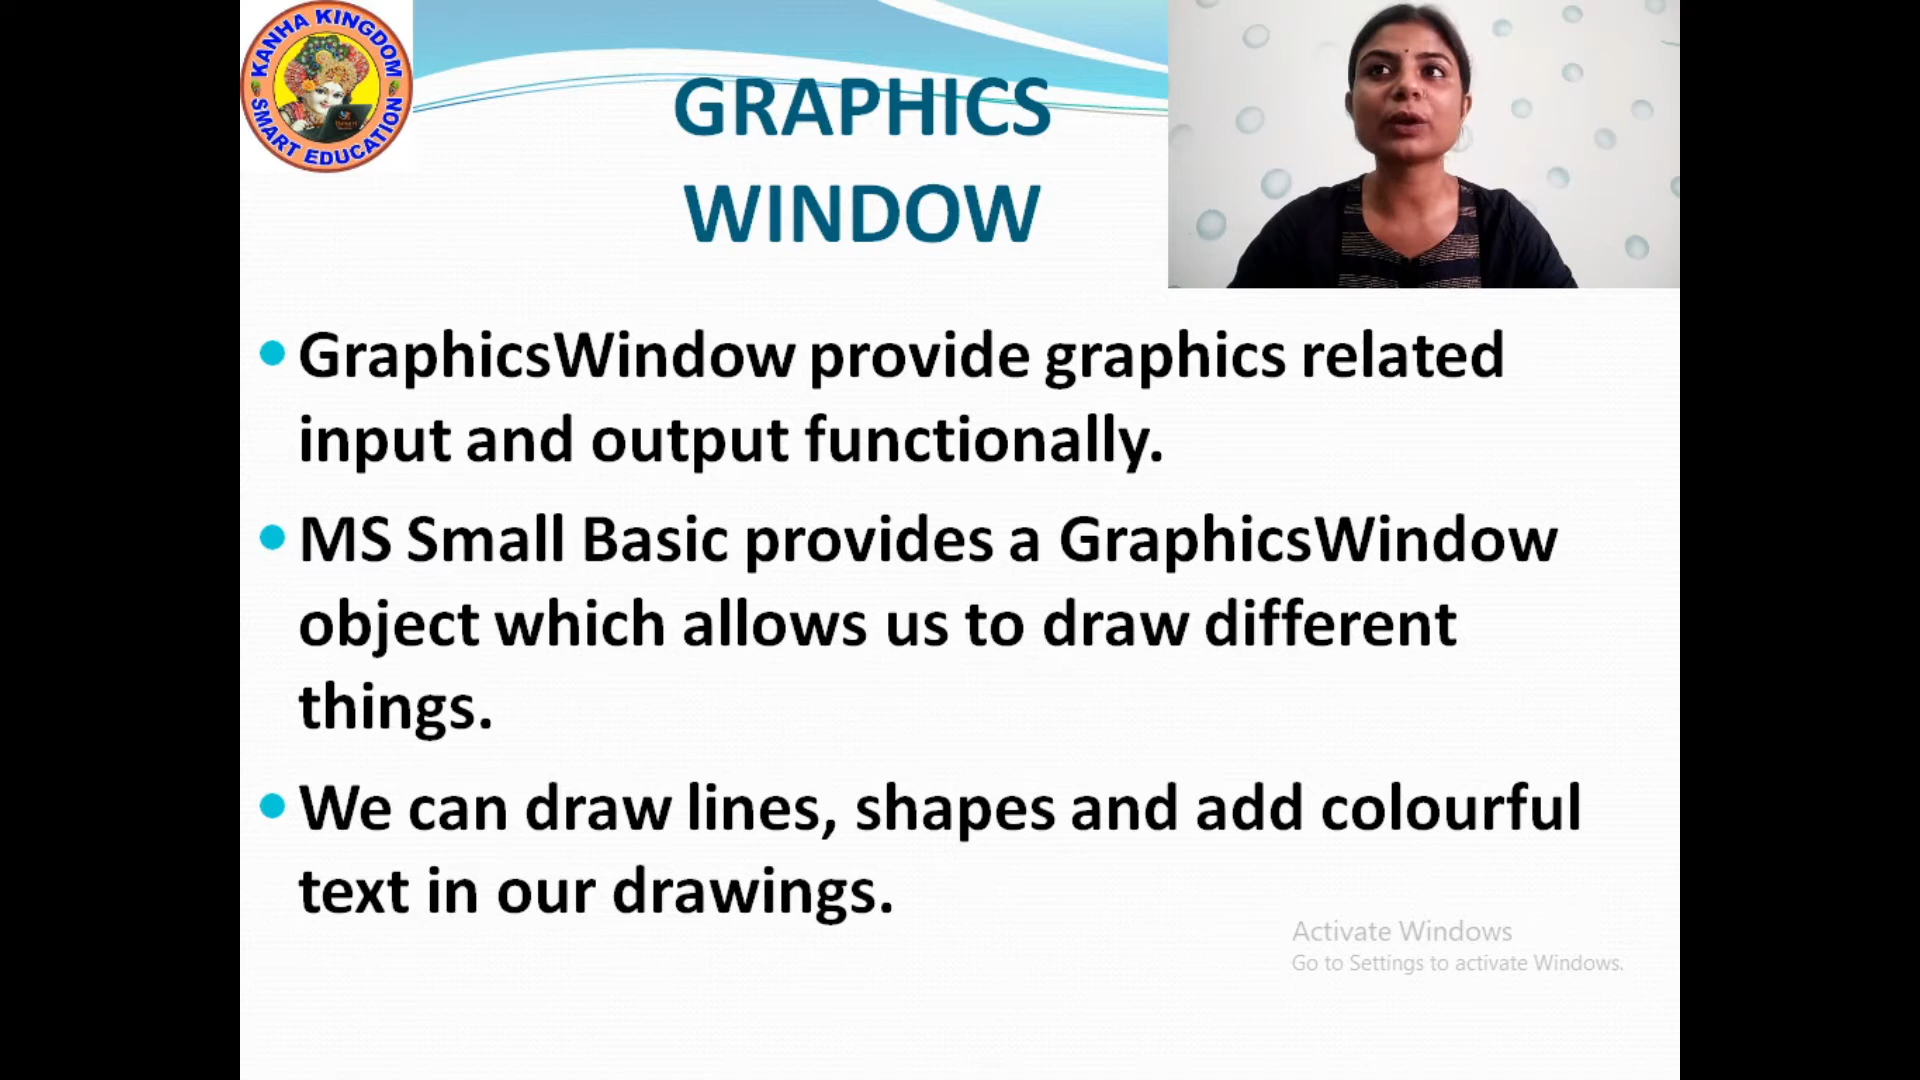 KANHA KINGDOM
SMART EDUCATION
GRAPHICS
WINDOW
GraphicsWindow provide graphics related
input and output functionally.
MS Small Basic provides a GraphicsWindow
object which allows us to draw different
things.
We can draw lines, shapes and add colourful
text in our drawings.
Activate Windows
Go to Settings to activate Windows.